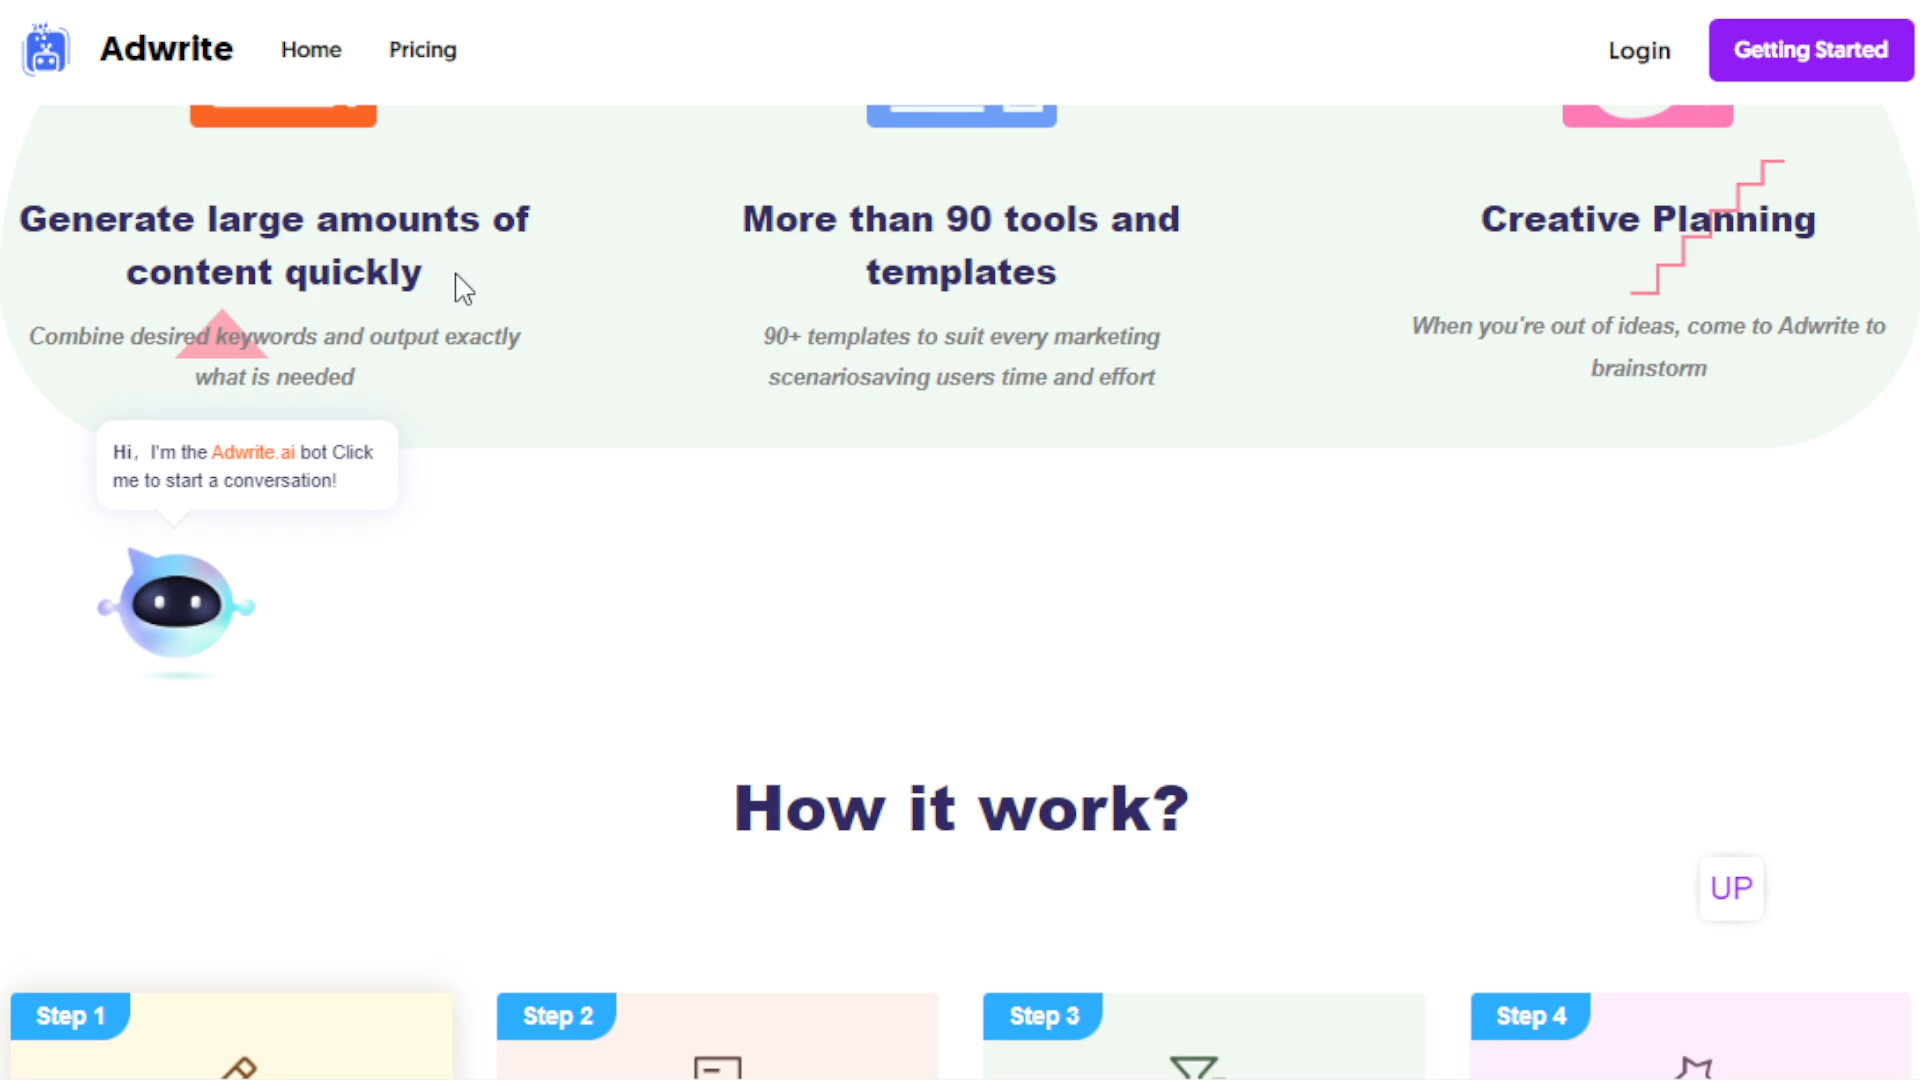 Adwrite
Home
Pricing
Login
Getting Started
Generate large amounts of
content quickly
Combine desired keywords and output exactly
what is needed
More than 90 tools and
templates
90+ templates to suit every marketing
scenariosaving users time and effort
Creative Planning
When you're out of ideas, come to Adwrite to
brainstorm
Hi，I'm the Adwrite.ai bot Click
me to start a conversation!
How it work?
UP
Step 1
Step 2
Step 3
Step 4